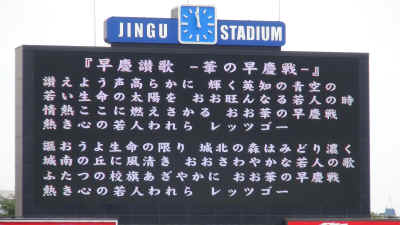 JINGU STADIUM
『早慶讃歌 −華の早慶戦−』
讃えよう声高らかに 輝く英知の青空の
若い生命の太陽を おお旺んなる若人の時
情熱ここに燃えさかる おお華の早慶戦
熱き心の若人われら レッツゴー
謳おうよ生命の限り 城北の森はみどり濃く
城南の丘に風清き おおさわやかな若人の歌
ふたつの校旗あざやかに おお華の早慶戦
熱き心の若人われら レッツゴー